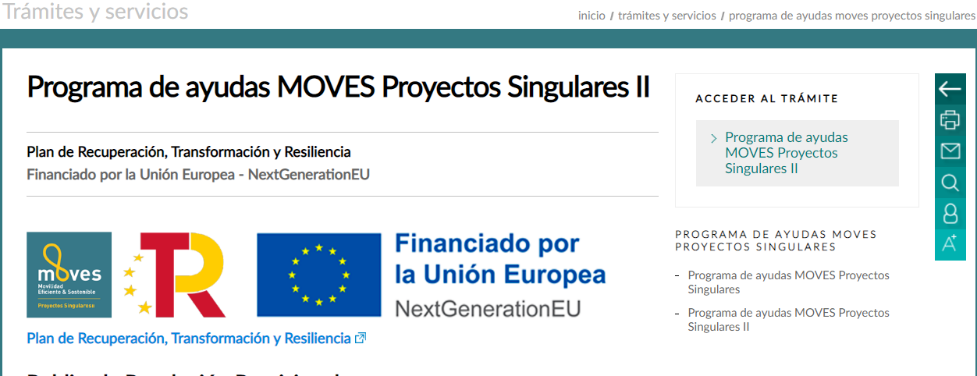 Trámites y servicios
inicio / trámites y servicios / programa de ayudas moves proyectos singulares
Programa de ayudas MOVES Proyectos Singulares II
Plan de Recuperación, Transformación y Resiliencia
Financiado por la Unión Europea - NextGenerationEU
moves
Movilidad
Eficiente & Sostenible
Proyectos Singulares
TR
Financiado por
la Unión Europea
NextGenerationEU
Plan de Recuperación, Transformación y Resiliencia
ACCEDER AL TRÁMITE
> Programa de ayudas
MOVES Proyectos
Singulares II
PROGRAMA DE AYUDAS MOVES
PROYECTOS SINGULARES
- Programa de ayudas MOVES Proyectos
Singulares
- Programa de ayudas MOVES Proyectos
Singulares II
A+